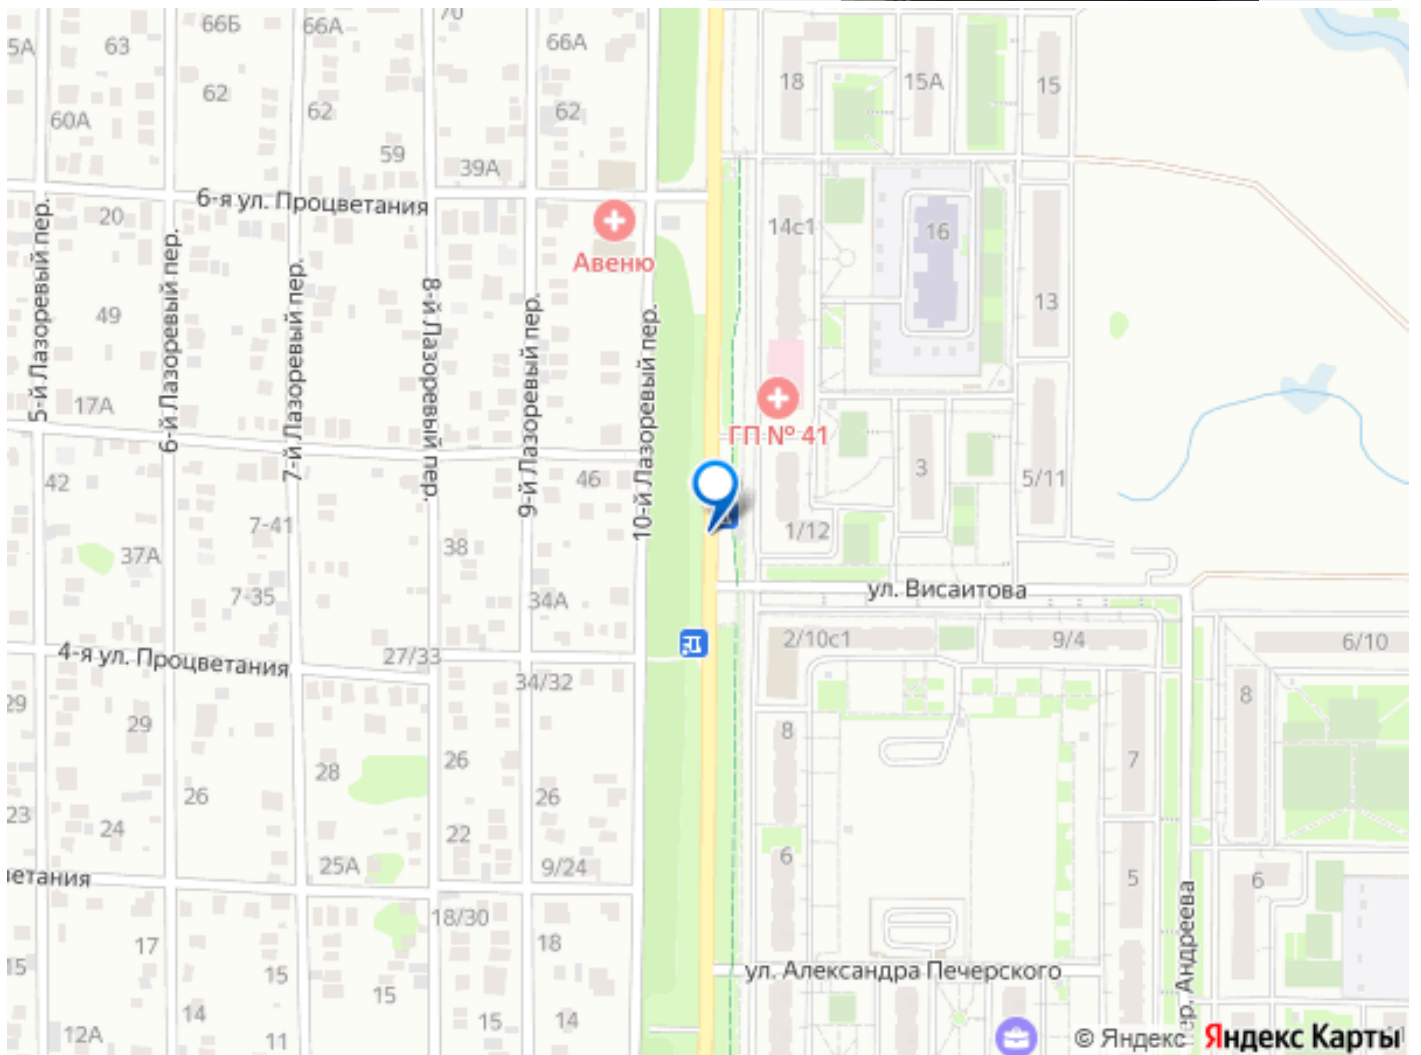 66Б
66А
70
5А
63
66А
18
15А
15
62
62
62
60А
59
39А
6-я ул. Процветания
20
14с1
16
Авеню
5-й Лазоревый пер.
6-й Лазоревый пер.
7-й Лазоревый пер.
8-й Лазоревый пер.
9-й Лазоревый пер.
10-й Лазоревый пер.
49
13
17А
ГП № 41
42
46
3
5/11
7-41
1/12
37А
38
7-35
34А
ул. Висаитова
4-я ул. Процветания
27/33
2/10с1
9/4
6/10
34/32
29
29
8
8
28
26
7
26
26
23
24
22
6
25А
9/24
етания
5
6
18/30
17
18
ул. Александра Печерского
пер. Андреева
15
15
15
14
15
14
12А
11
© Яндекс Яндекс Карты